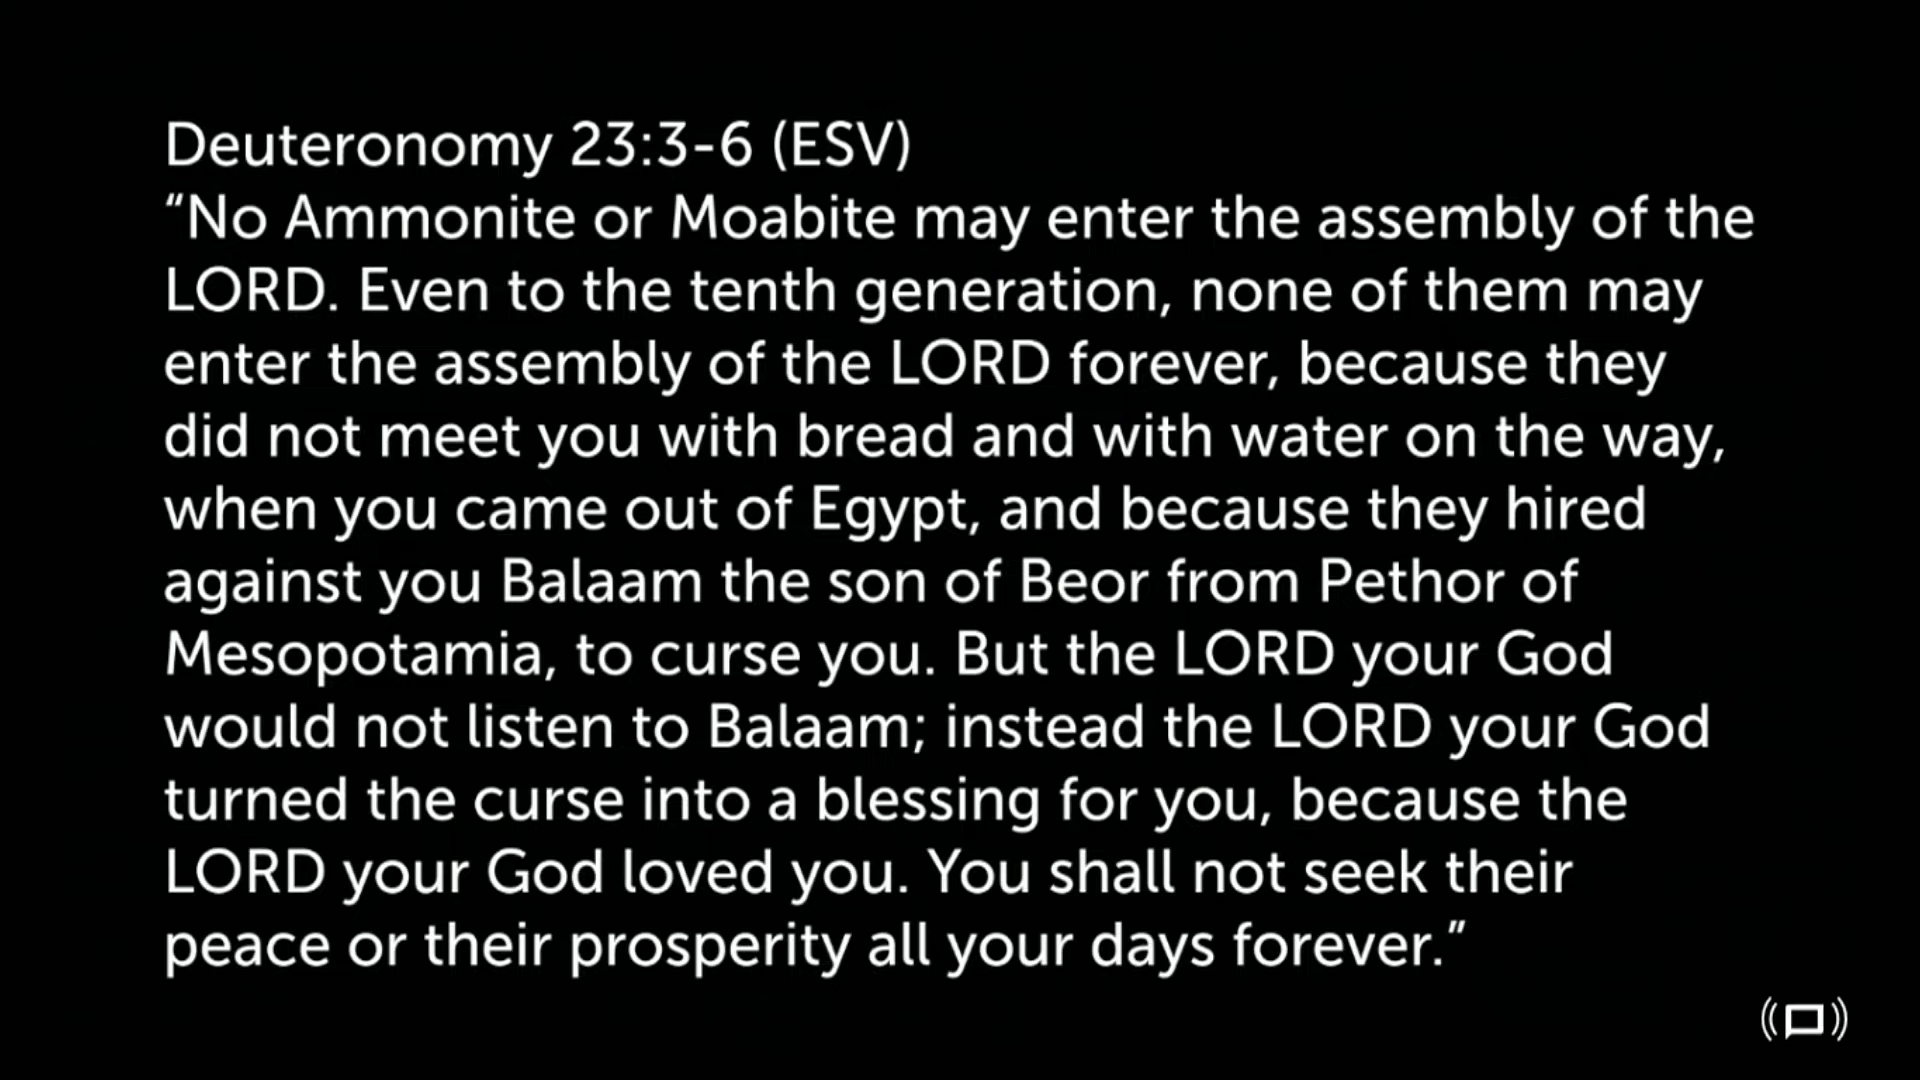 Deuteronomy 23:3-6 (ESV)
“No Ammonite or Moabite may enter the assembly of the
LORD. Even to the tenth generation, none of them may
enter the assembly of the LORD forever, because they
did not meet you with bread and with water on the way,
when you came out of Egypt, and because they hired
against you Balaam the son of Beor from Pethor of
Mesopotamia, to curse you. But the LORD your God
would not listen to Balaam; instead the LORD your God
turned the curse into a blessing for you, because the
LORD your God loved you. You shall not seek their
peace or their prosperity all your days forever.”